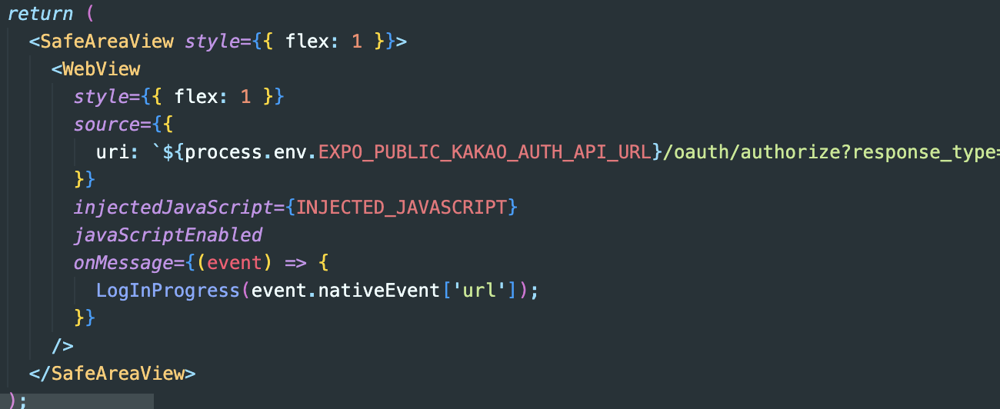 return (
<SafeAreaView style={{ flex: 1 }}>
<WebView
style={{ flex: 1 }}
source={{
uri: `${process.env.EXPO_PUBLIC_KAKAO_AUTH_API_URL}/oauth/authorize?response_type=
}}
injectedJavaScript={INJECTED_JAVASCRIPT}
javaScriptEnabled
onMessage={(event) => {
LogInProgress(event.nativeEvent['url']);
}}
/>
</SafeAreaView>
);